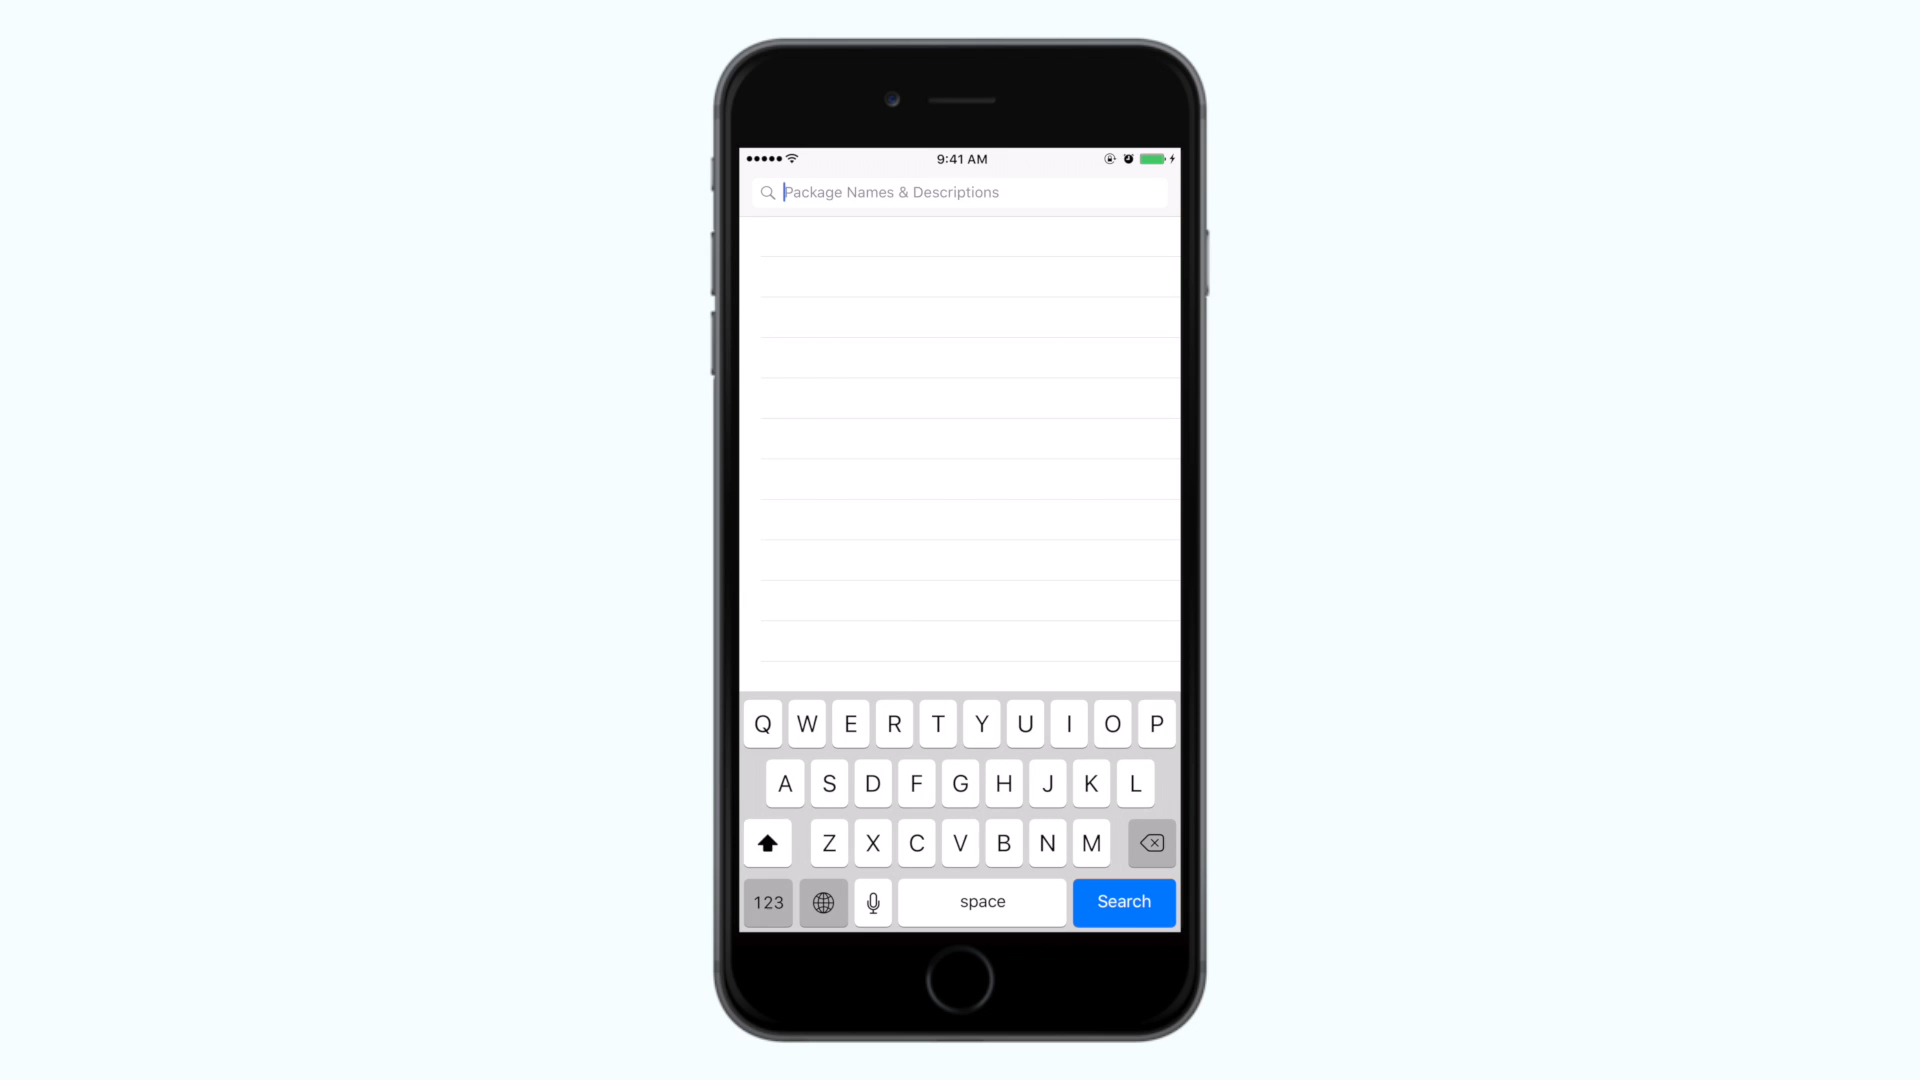 9:41 AM
Package Names & Descriptions
Q W E R T Y U I O P
A S D F G H J K L
Z X C V B N M
123 space Search